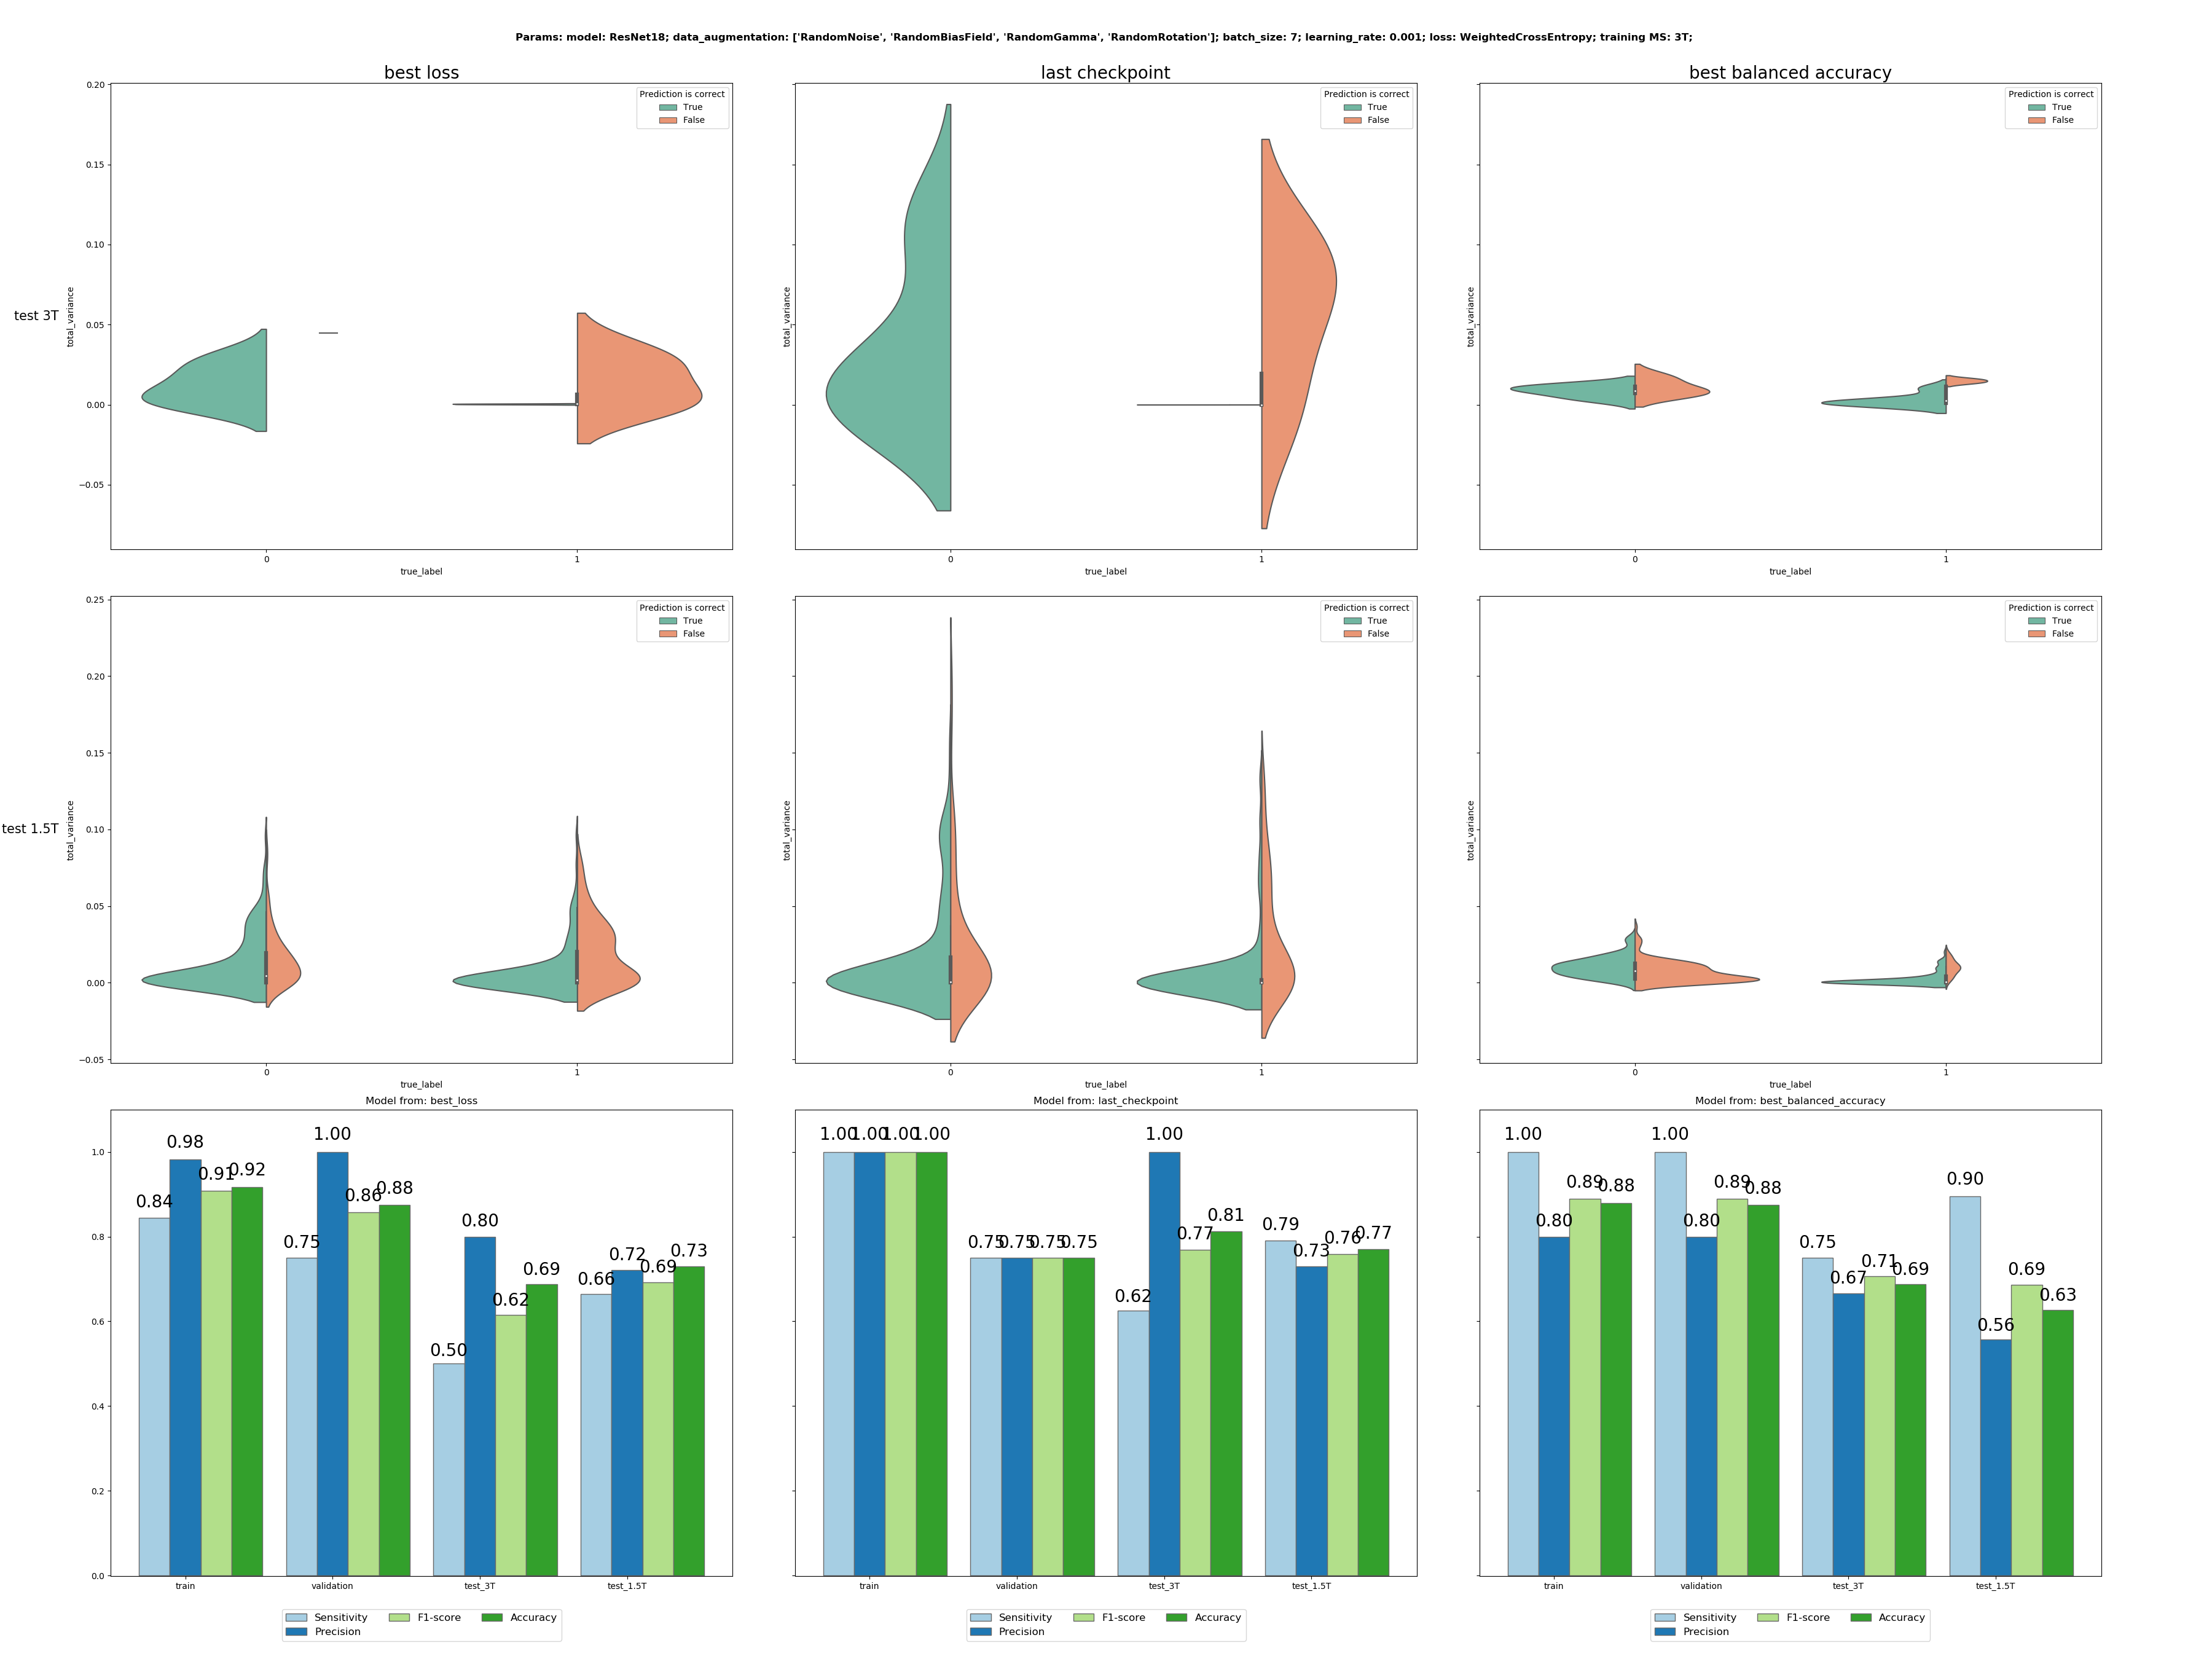 Params: model: ResNet18; data_augmentation: ['RandomNoise', 'RandomBiasField', 'RandomGamma', 'RandomRotation']; batch_size: 7; learning_rate: 0.001; loss: WeightedCrossEntropy; training MS: 3T;
best loss
last checkpoint
best balanced accuracy
test 3T
total_variance
0.20
0.15
0.10
0.05
0.00
−0.05
Prediction is correct
True
False
0
1
true_label
total_variance
Prediction is correct
True
False
0
1
true_label
total_variance
Prediction is correct
True
False
0
1
true_label
test 1.5T
total_variance
0.25
0.20
0.15
0.10
0.05
0.00
−0.05
Prediction is correct
True
False
0
1
true_label
total_variance
Prediction is correct
True
False
0
1
true_label
total_variance
Prediction is correct
True
False
0
1
true_label
Model from: best_loss
1.0
0.8
0.6
0.4
0.2
0.0
0.84
0.98
0.91
0.92
0.75
1.00
0.86
0.88
0.50
0.80
0.62
0.69
0.66
0.72
0.69
0.73
train
validation
test_3T
test_1.5T
Sensitivity
Precision
F1-score
Accuracy
Model from: last_checkpoint
1.00
1.00
1.00
1.00
0.75
0.75
0.75
0.75
0.62
1.00
0.77
0.81
0.79
0.73
0.76
0.77
train
validation
test_3T
test_1.5T
Sensitivity
Precision
F1-score
Accuracy
Model from: best_balanced_accuracy
1.00
0.80
0.89
0.88
1.00
0.80
0.89
0.88
0.75
0.67
0.71
0.69
0.90
0.56
0.69
0.63
train
validation
test_3T
test_1.5T
Sensitivity
Precision
F1-score
Accuracy